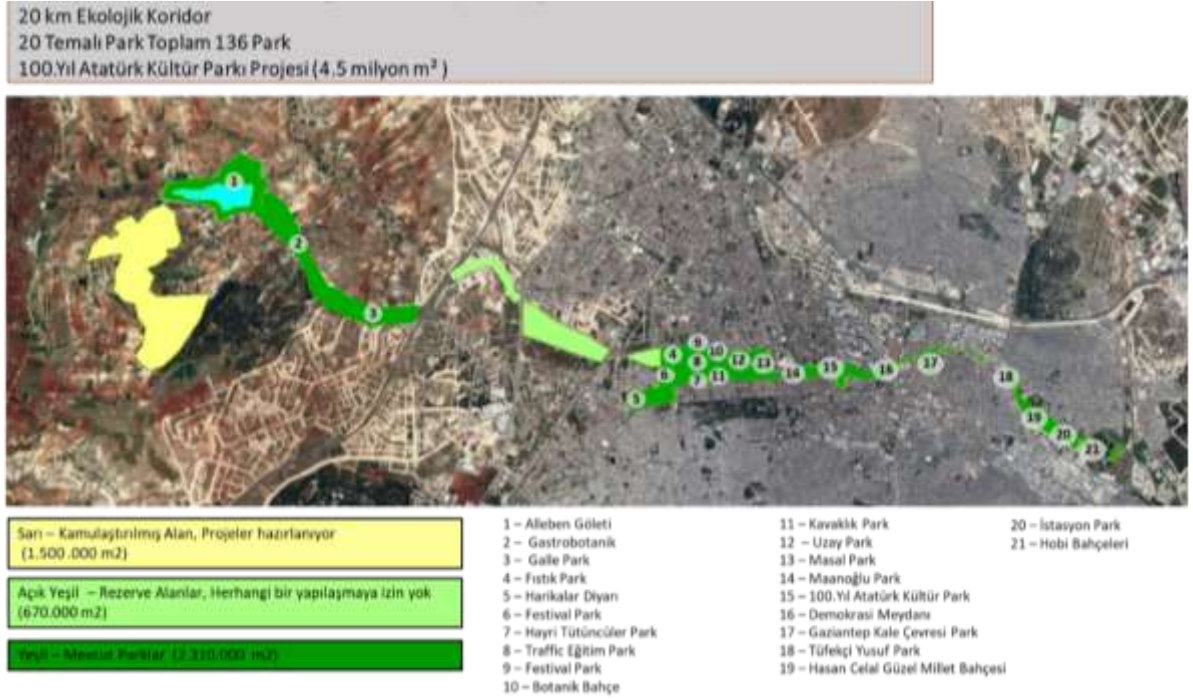 20 km Ekolojik Koridor
20 Temalı Park Toplam 136 Park
100.Yıl Atatürk Kültür Parkı Projesi (4.5 milyon m² )
1
2
3
4
5
6
7
8
9
10
11
12
13
14
15
16
17
18
19
20
21
Sarı – Kamulaştırılmış Alan, Projeler hazırlanıyor
(1.500 .000 m2)
Açık Yeşil – Rezerve Alanlar, Herhangi bir yapılaşmaya izin yok
(670.000 m2)
Yeşil – Mevcut Parklar (2.310.000 m2)
1 – Alleben Göleti
2 – Gastrobotanik
3 – Galle Park
4 – Fıstık Park
5 – Harikalar Diyarı
6 – Festival Park
7 – Hayri Tütüncüler Park
8 – Traffic Eğitim Park
9 – Festival Park
10 – Botanik Bahçe
11 – Kavaklık Park
12 – Uzay Park
13 – Masal Park
14 – Maanoğlu Park
15 – 100.Yıl Atatürk Kültür Park
16 – Demokrasi Meydanı
17 – Gaziantep Kale Çevresi Park
18 – Tüfekçi Yusuf Park
19 – Hasan Celal Güzel Millet Bahçesi
20 – İstasyon Park
21 – Hobi Bahçeleri